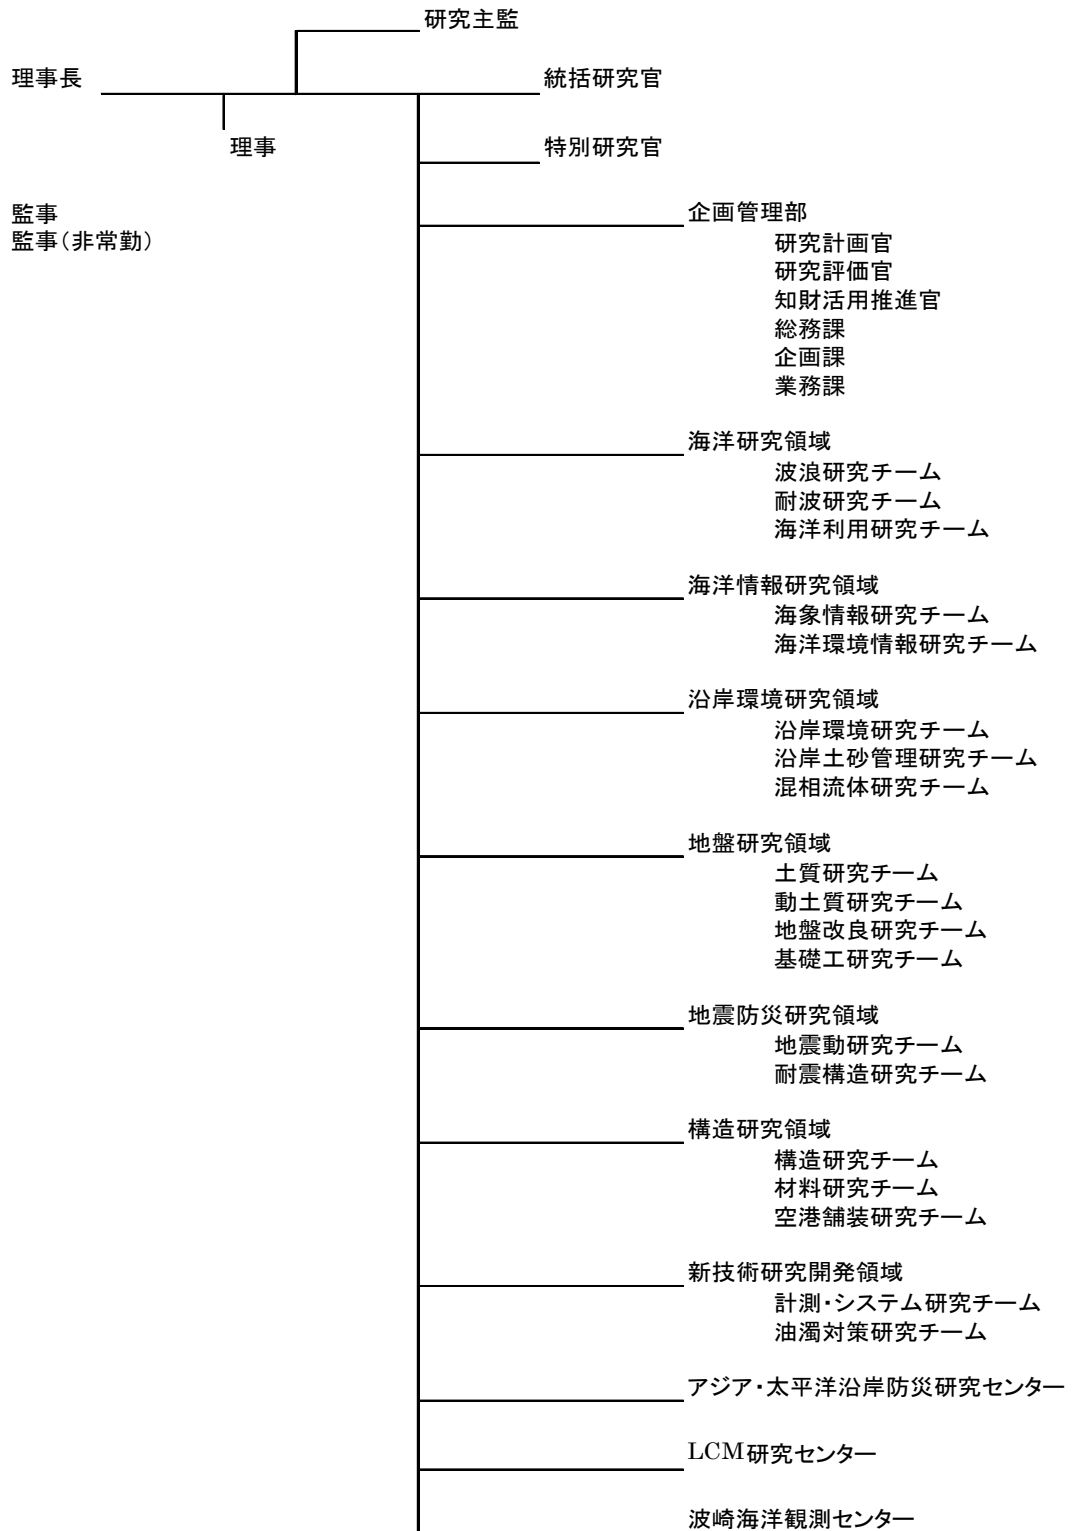 研究主監
理事長
統括研究官
理事
特別研究官
監事
監事(非常勤)
企画管理部
研究計画官
研究評価官
知財活用推進官
総務課
企画課
業務課
海洋研究領域
波浪研究チーム
耐波研究チーム
海洋利用研究チーム
海洋情報研究領域
海象情報研究チーム
海洋環境情報研究チーム
沿岸環境研究領域
沿岸環境研究チーム
沿岸土砂管理研究チーム
混相流体研究チーム
地盤研究領域
土質研究チーム
動土質研究チーム
地盤改良研究チーム
基礎工研究チーム
地震防災研究領域
地震動研究チーム
耐震構造研究チーム
構造研究領域
構造研究チーム
材料研究チーム
空港舗装研究チーム
新技術研究開発領域
計測・システム研究チーム
油濁対策研究チーム
アジア・太平洋沿岸防災研究センター
LCM研究センター
波崎海洋観測センター